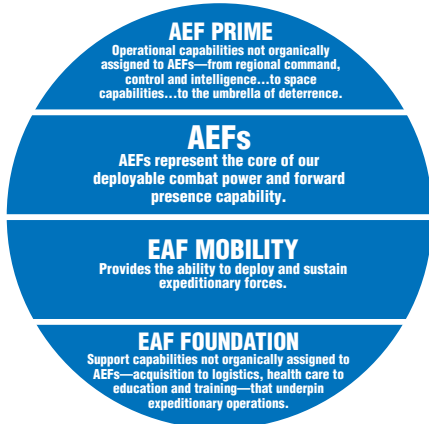 AEF PRIME
Operational capabilities not organically
assigned to AEFs—from regional command,
control and intelligence...to space
capabilities...to the umbrella of deterrence.
AEFs
AEFs represent the core of our
deployable combat power and forward
presence capability.
EAF MOBILITY
Provides the ability to deploy and sustain
expeditionary forces.
EAF FOUNDATION
Support capabilities not organically assigned to
AEFs—acquisition to logistics, health care to
education and training—that underpin
expeditionary operations.